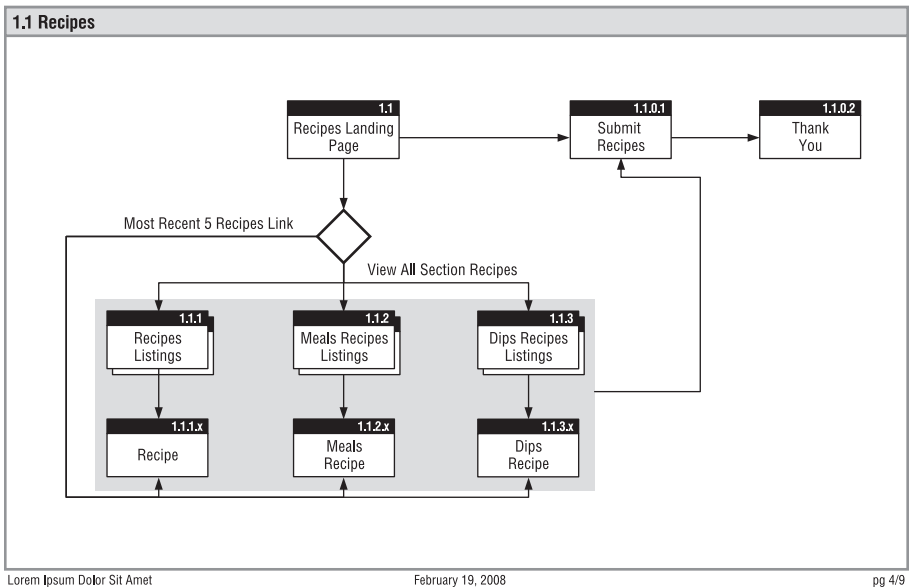 1.1 Recipes
1.1
Recipes Landing
Page
1.1.0.1
Submit
Recipes
1.1.0.2
Thank
You
Most Recent 5 Recipes Link
View All Section Recipes
1.1.1
Recipes
Listings
1.1.2
Meals Recipes
Listings
1.1.3
Dips Recipes
Listings
1.1.1.x
Recipe
1.1.2.x
Meals
Recipe
1.1.3.x
Dips
Recipe
Lorem Ipsum Dolor Sit Amet
February 19, 2008
pg 4/9